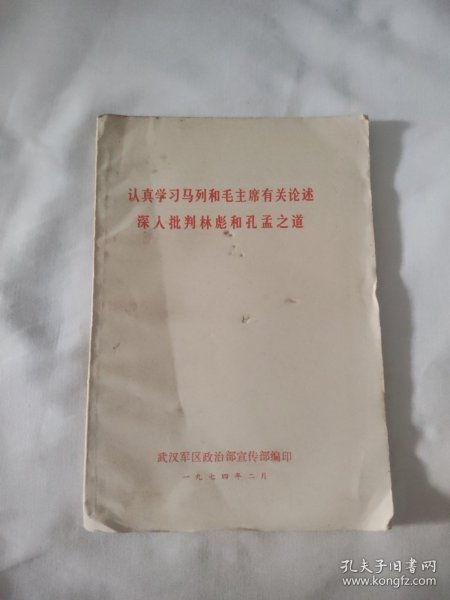 认真学习马列和毛主席有关论述
深入批判林彪和孔孟之道
武汉军区政治部宣传部编印
一九七四年二月
孔夫子旧书网
www.kongfz.com